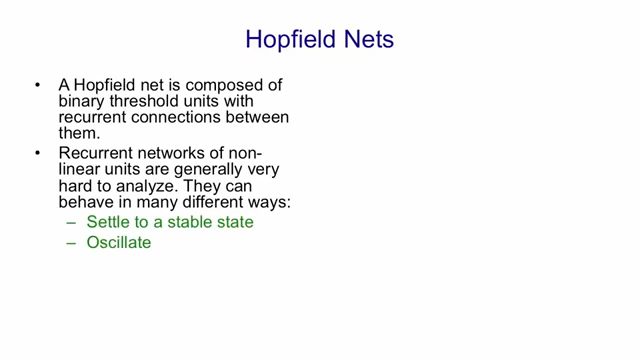 Hopfield Nets
• A Hopfield net is composed of
binary threshold units with
recurrent connections between
them.
• Recurrent networks of non-
linear units are generally very
hard to analyze. They can
behave in many different ways:
– Settle to a stable state
– Oscillate